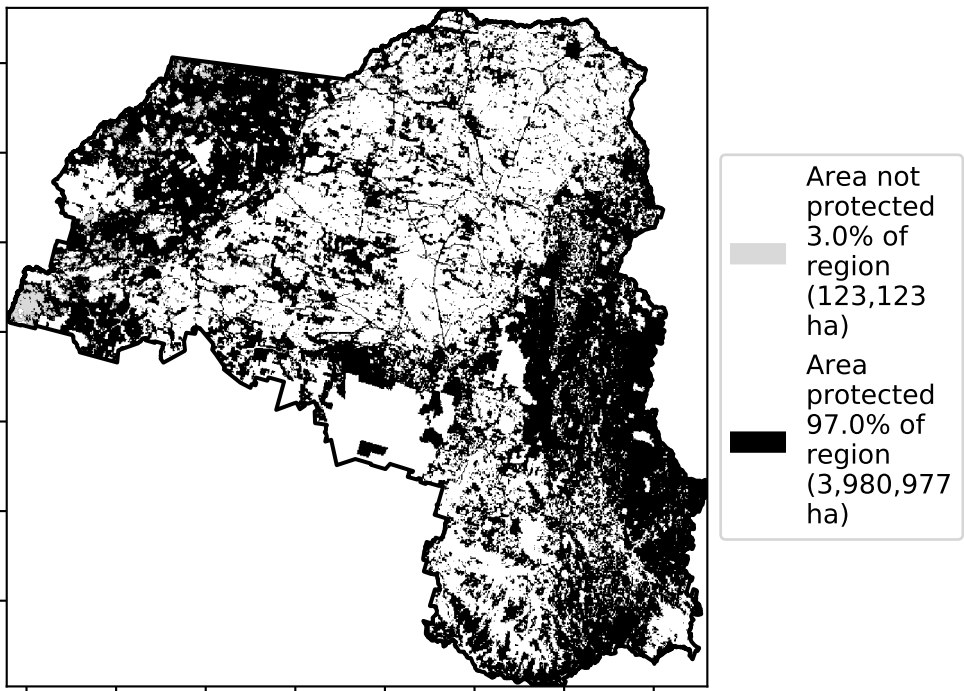 Area not
protected
3.0% of
region
(123,123
ha)
Area
protected
97.0% of
region
(3,980,977
ha)